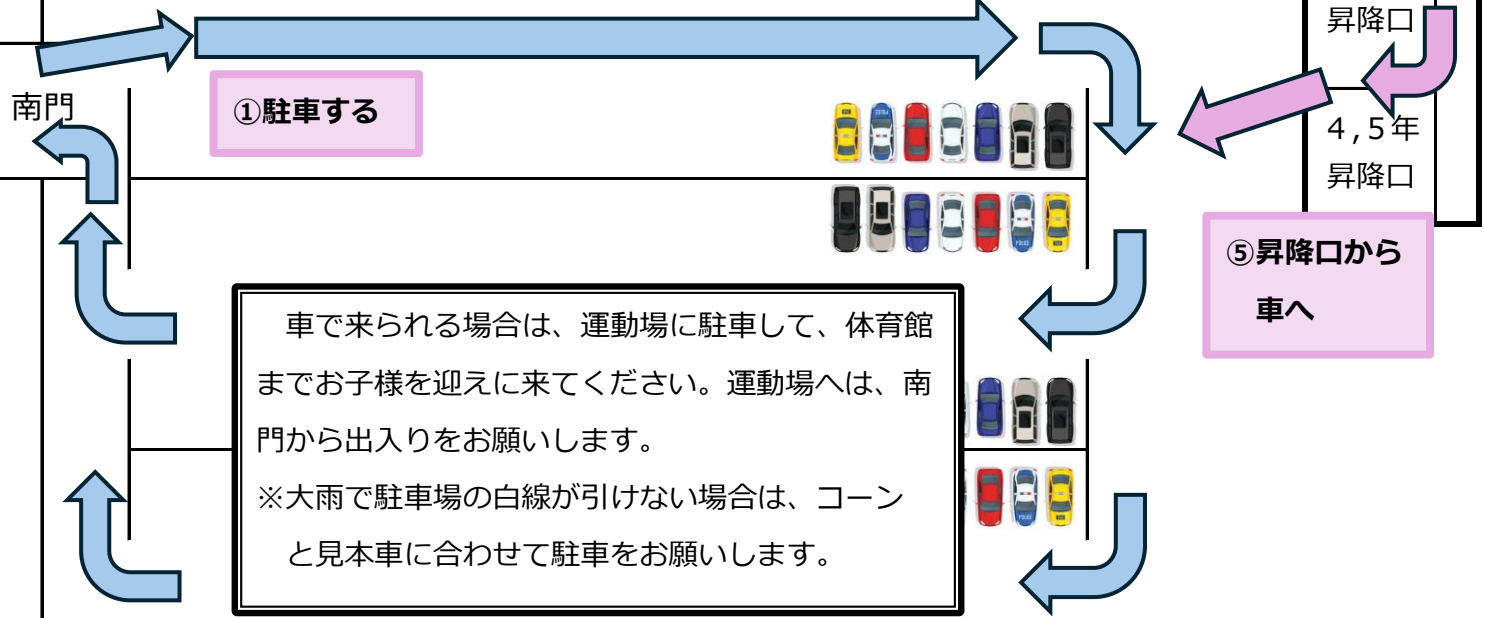 昇降口
南門
①駐車する
4,5年
昇降口
⑤昇降口から
車へ
車で来られる場合は、運動場に駐車して、体育館
までお子様を迎えに来てください。運動場へは、南
門から出入りをお願いします。
※大雨で駐車場の白線が引けない場合は、コーン
と見本車に合わせて駐車をお願いします。